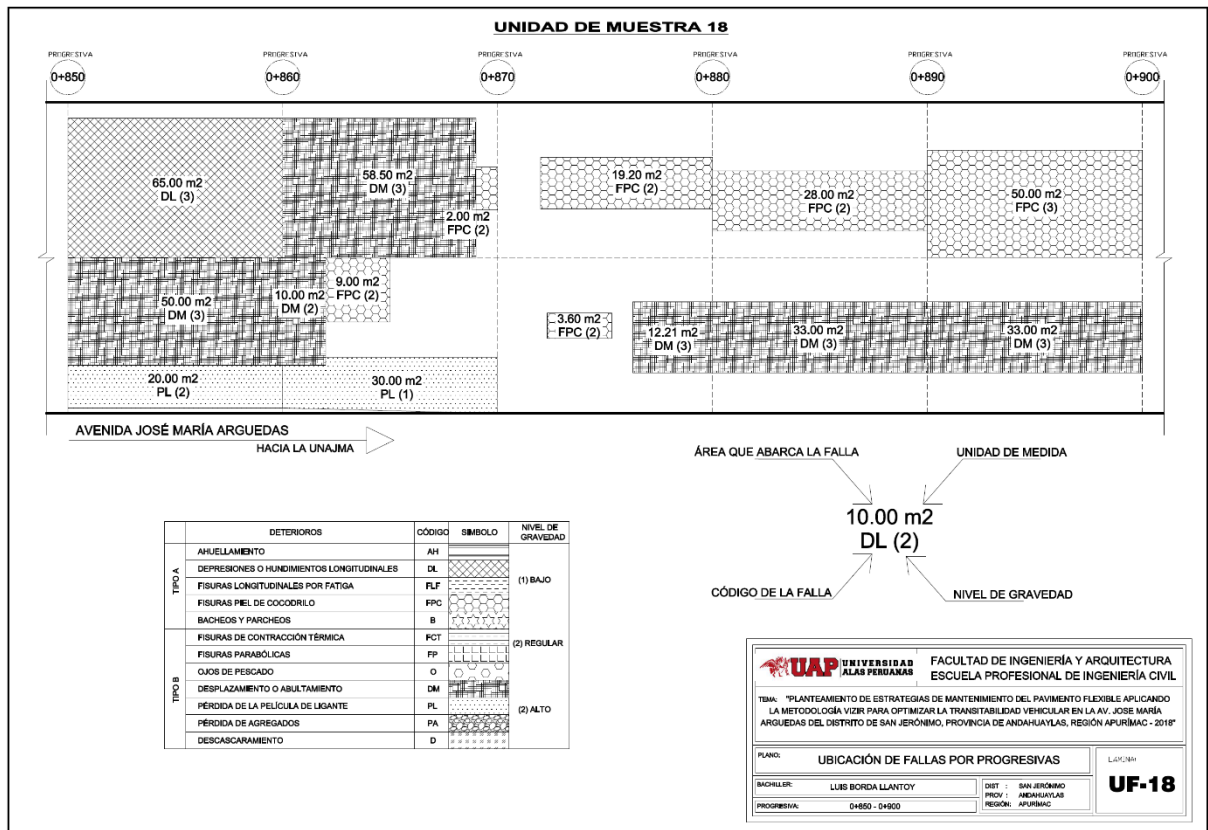 UNIDAD DE MUESTRA 18
PROGRESIVA
0+850
PROGRESIVA
0+860
PROGRESIVA
0+870
PROGRESIVA
0+880
PROGRESIVA
0+890
PROGRESIVA
0+900
65.00 m2
DL (3)
58.50 m2
DM (3)
2.00 m2
FPC (2)
19.20 m2
FPC (2)
28.00 m2
FPC (2)
50.00 m2
FPC (3)
50.00 m2
DM (3)
10.00 m2
DM (2)
9.00 m2
FPC (2)
3.60 m2
FPC (2)
12.21 m2
DM (3)
33.00 m2
DM (3)
33.00 m2
DM (3)
20.00 m2
PL (2)
30.00 m2
PL (1)
AVENIDA JOSÉ MARÍA ARGUEDAS
HACIA LA UNAJMA
ÁREA QUE ABARCA LA FALLA
UNIDAD DE MEDIDA
10.00 m2
DL (2)
CÓDIGO DE LA FALLA
NIVEL DE GRAVEDAD
DETERIOROS CÓDIGO SIMBOLO NIVEL DE GRAVEDAD
TIPO A
AHUELLAMIENTO AH
DEPRESIONES O HUNDIMIENTOS LONGITUDINALES DL
(1) BAJO
FISURAS LONGITUDINALES POR FATIGA FLF
FISURAS PIEL DE COCODRILO FPC
BACHEOS Y PARCHEOS B
TIPO B
FISURAS DE CONTRACCIÓN TÉRMICA FCT
(2) REGULAR
FISURAS PARABÓLICAS FP
OJOS DE PESCADO O
DESPLAZAMIENTO O ABULTAMIENTO DM
PÉRDIDA DE LA PELÍCULA DE LIGANTE PL
(2) ALTO
PÉRDIDA DE AGREGADOS PA
DESCASCARAMIENTO D
UAP UNIVERSIDAD
ALAS PERUANAS
FACULTAD DE INGENIERÍA Y ARQUITECTURA
ESCUELA PROFESIONAL DE INGENIERÍA CIVIL
TEMA: "PLANTEAMIENTO DE ESTRATEGIAS DE MANTENIMIENTO DEL PAVIMENTO FLEXIBLE APLICANDO
LA METODOLOGÍA VIZIR PARA OPTIMIZAR LA TRANSITABILIDAD VEHICULAR EN LA AV. JOSE MARÍA
ARGUEDAS DEL DISTRITO DE SAN JERÓNIMO, PROVINCIA DE ANDAHUAYLAS, REGIÓN APURÍMAC - 2018"
PLANO: UBICACIÓN DE FALLAS POR PROGRESIVAS
LAMINA:
UF-18
BACHILLER: LUIS BORDA LLANTOY
DIST : SAN JERÓNIMO
PROV : ANDAHUAYLAS
REGIÓN: APURÍMAC
PROGRESIVA: 0+850 - 0+900